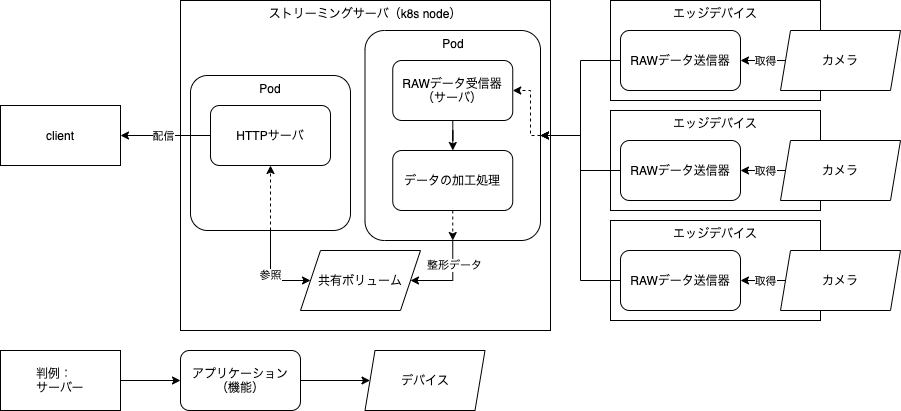 ストリーミングサーバ（k8s node）
エッジデバイス
Pod
RAWデータ送信器
取得
カメラ
Pod
RAWデータ受信器
（サーバ）
client
配信
HTTPサーバ
エッジデバイス
データの加工処理
RAWデータ送信器
取得
カメラ
エッジデバイス
参照
共有ボリューム
整形データ
RAWデータ送信器
取得
カメラ
判例：
サーバー
アプリケーション
（機能）
デバイス